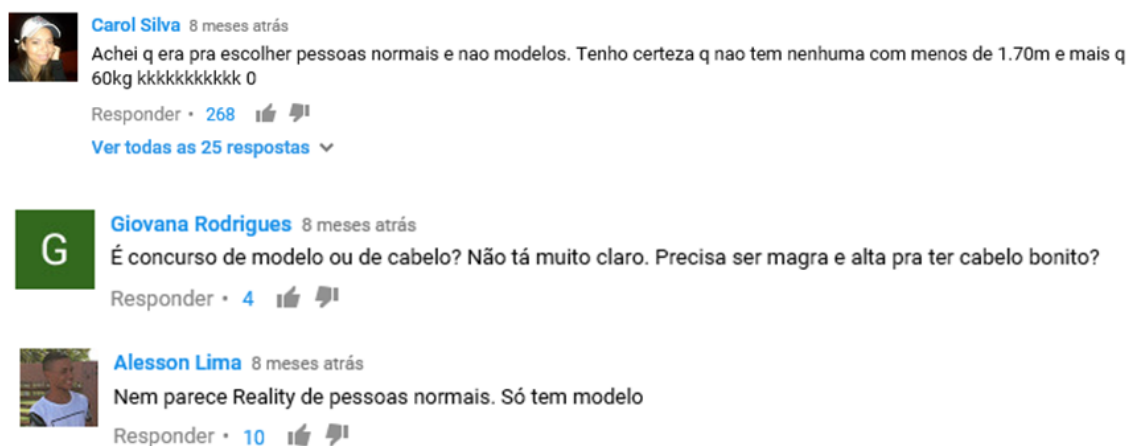 Carol Silva 8 meses atrás
Achei q era pra escolher pessoas normais e nao modelos. Tenho certeza q nao tem nenhuma com menos de 1.70m e mais q
60kg kkkkkkkkkkk 0
Responder • 268
Ver todas as 25 respostas
G
Giovana Rodrigues 8 meses atrás
É concurso de modelo ou de cabelo? Não tá muito claro. Precisa ser magra e alta pra ter cabelo bonito?
Responder • 4
Alesson Lima 8 meses atrás
Nem parece Reality de pessoas normais. Só tem modelo
Responder • 10